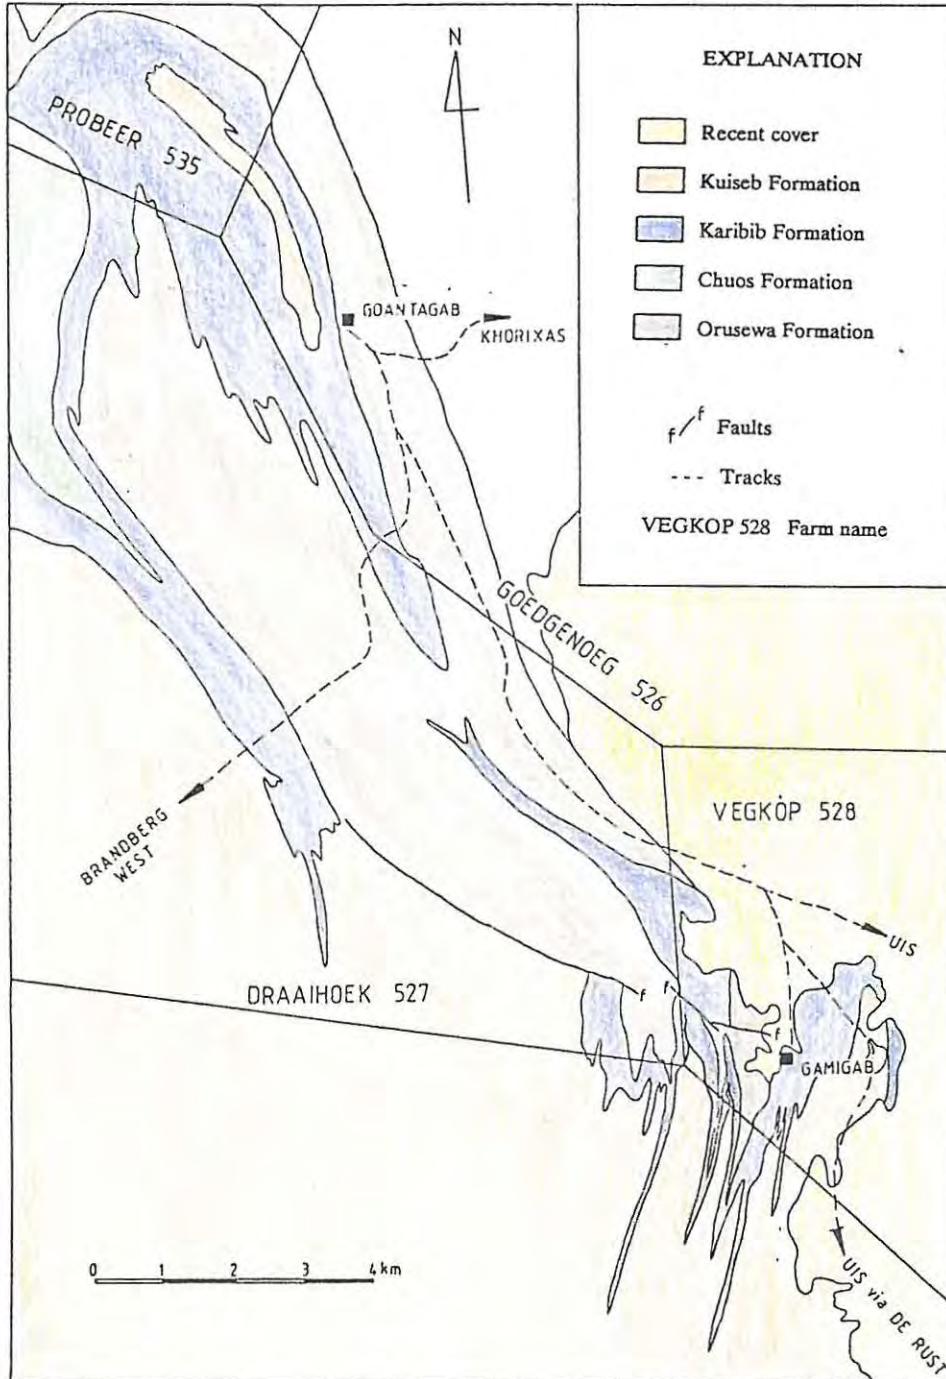 N
EXPLANATION
Recent cover
Kuiseb Formation
Karibib Formation
Chuos Formation
Orusewa Formation
f f Faults
--- Tracks
VEGKOP 528 Farm name
PROBEER 535
GOANTAGAB
KHORIXAS
GOEDGENOEG 526
VEGKOP 528
BRANDBERG
WEST
UIS
DRAAIHOEK 527
f
f
f
GAMIGAB
0 1 2 3 4 km
UIS via DE RUST